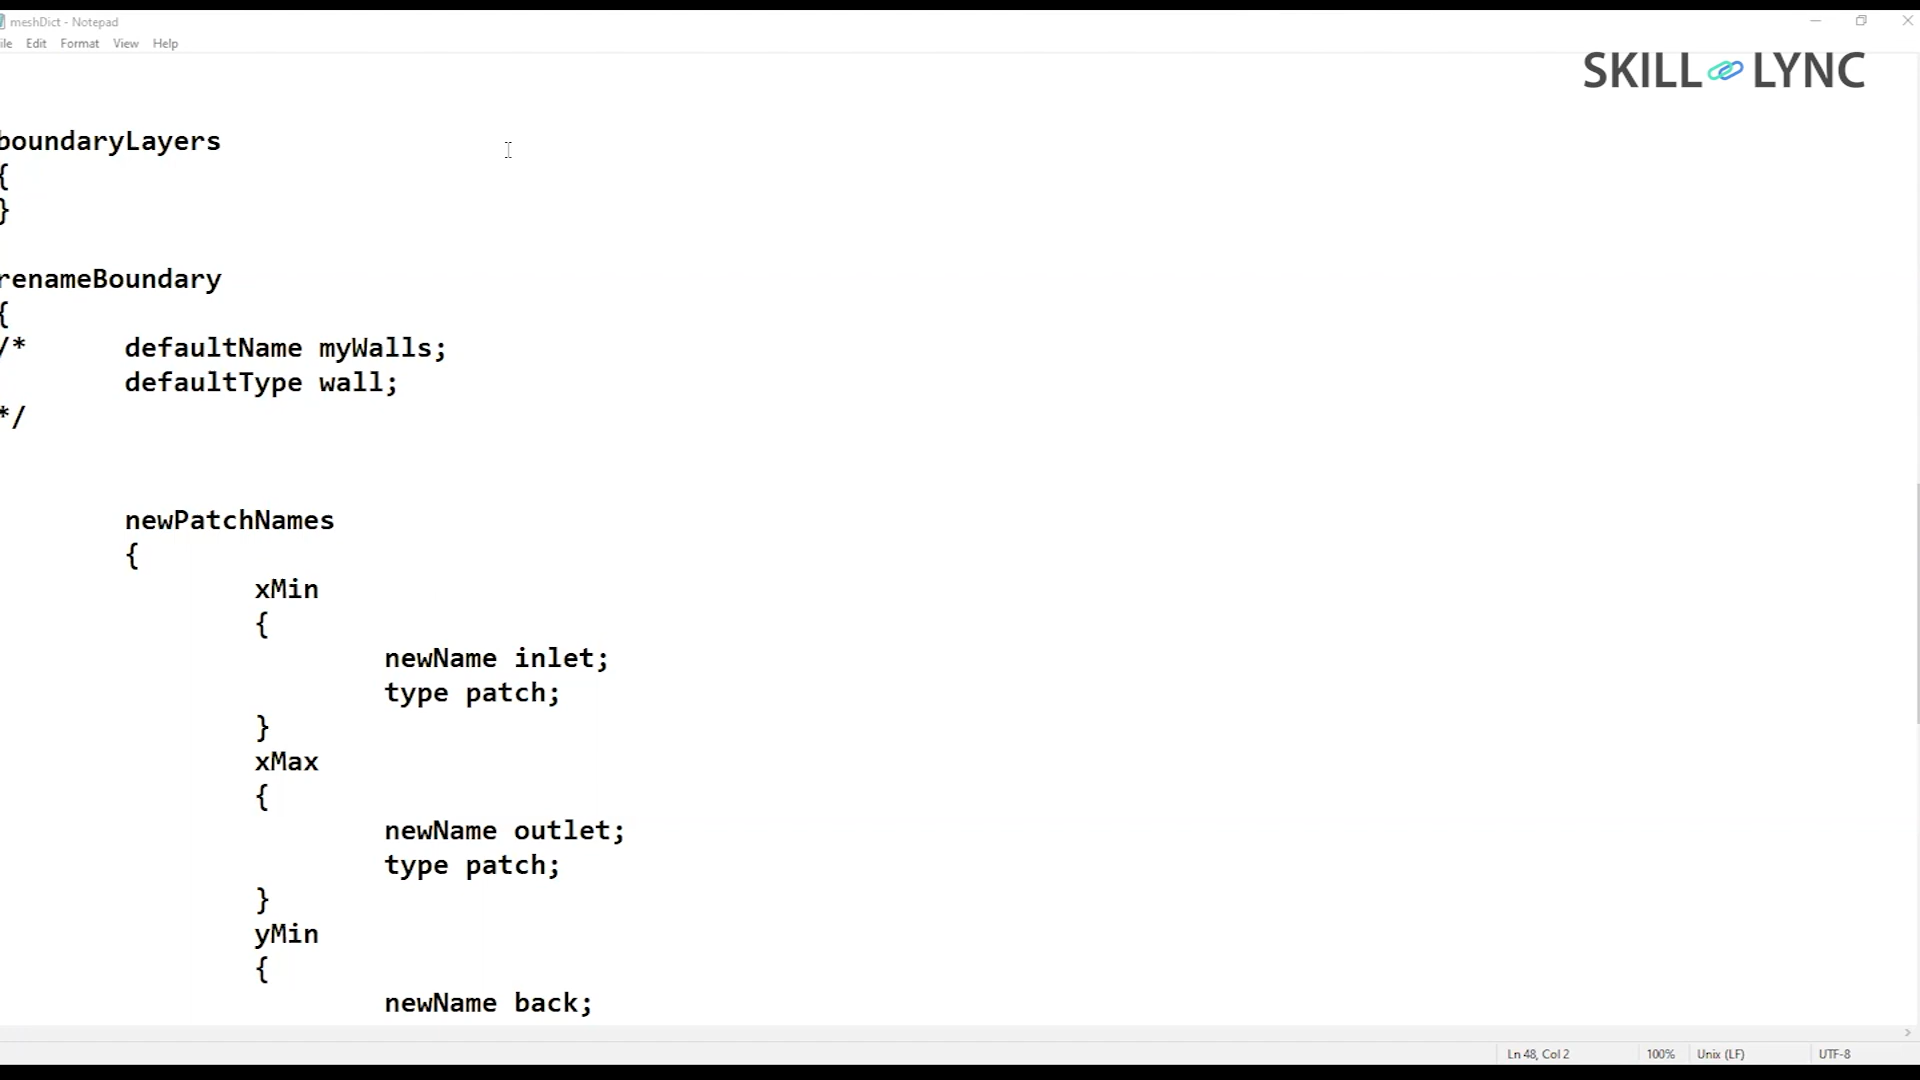 meshDict - Notepad
ile Edit Format View Help
SKILL LYNC
boundaryLayers
{
}
renameBoundary
{
/* defaultName myWalls;
defaultType wall;
*/
newPatchNames
{
xMin
{
newName inlet;
type patch;
}
xMax
{
newName outlet;
type patch;
}
yMin
{
newName back;
Ln 48, Col 2 100% Unix (LF) UTF-8